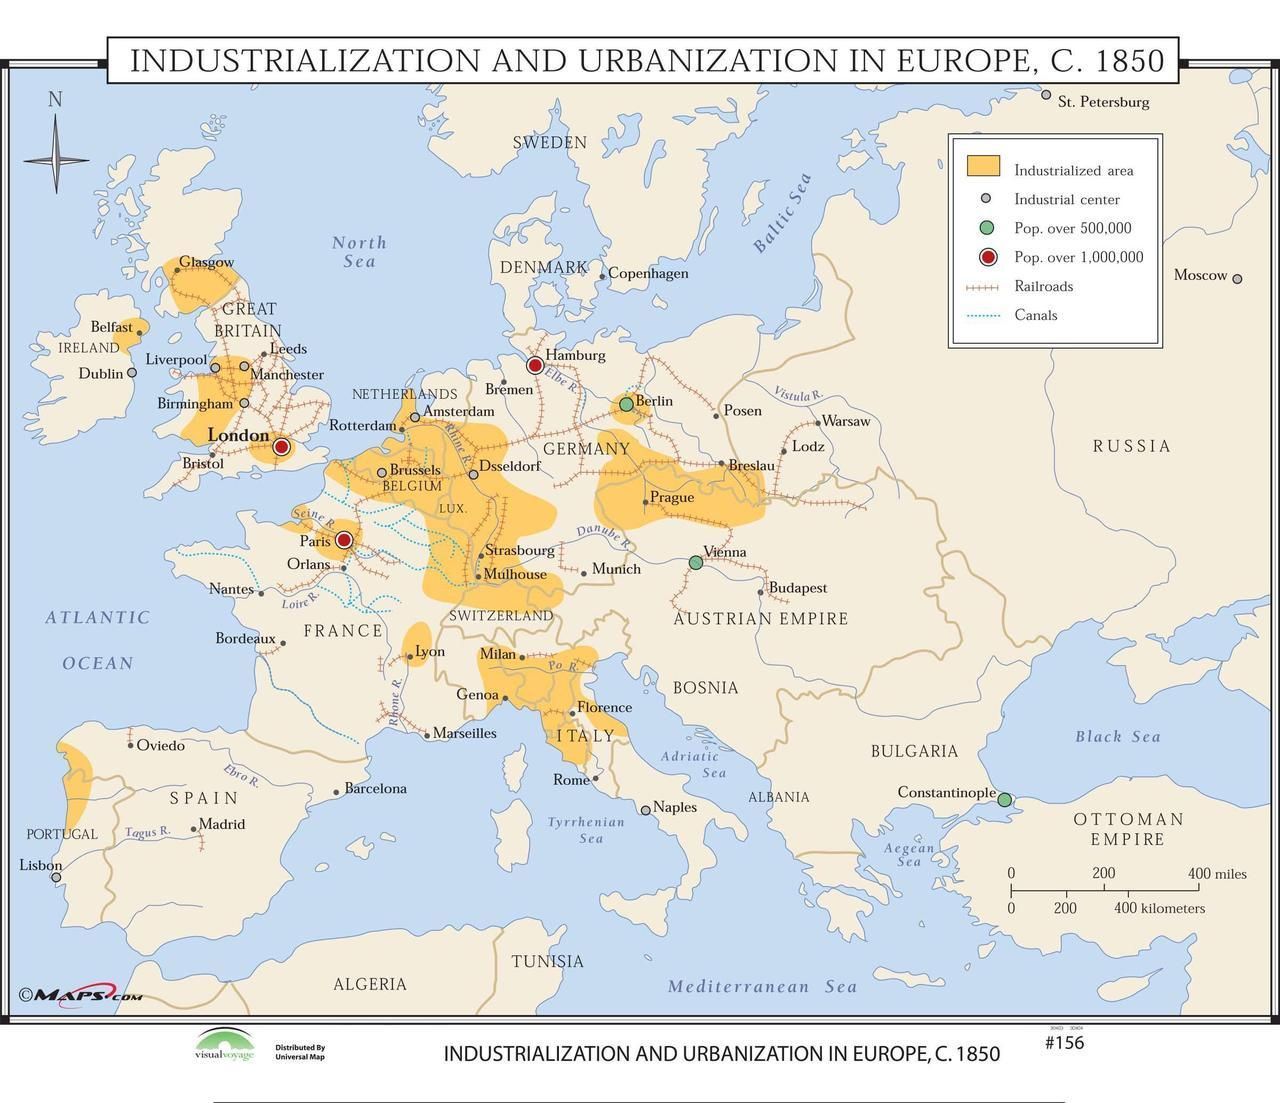 INDUSTRIALIZATION AND URBANIZATION IN EUROPE, C. 1850
N
St. Petersburg
SWEDEN
Industrialized area
Industrial center
Pop. over 500,000
Pop. over 1,000,000
Railroads
Canals
Baltic Sea
North
Sea
Moscow
Glasgow
DENMARK
Copenhagen
GREAT
BRITAIN
Belfast
IRELAND
Leeds
Liverpool
Dublin
Manchester
Hamburg
Elbe R.
Bremen
NETHERLANDS
Birmingham
Amsterdam
Berlin
Vistula R.
Posen
Rotterdam
Warsaw
London
Rhine R.
GERMANY
Lodz
RUSSIA
Bristol
Brussels
Dsseldorf
Breslau
BELGIUM
LUX.
Prague
Seine R.
Paris
Danube R.
Strasbourg
Vienna
Orlans
Munich
Mulhouse
Nantes
Loire R.
Budapest
ATLANTIC
OCEAN
SWITZERLAND
AUSTRIAN EMPIRE
FRANCE
Bordeaux
Lyon
Milan
Po R.
Rhone R.
Genoa
BOSNIA
Florence
Marseilles
ITALY
Black Sea
Oviedo
Adriatic
Sea
BULGARIA
Ebro R.
Rome
Barcelona
Constantinople
SPAIN
ALBANIA
Naples
PORTUGAL
Tagus R.
Madrid
Tyrrhenian
Sea
OTTOMAN
EMPIRE
Aegean
Sea
Lisbon
0 200 400 miles
0 200 400 kilometers
TUNISIA
ALGERIA
Mediterranean Sea
©MAPS.COM
visualvoyage
Distributed By
Universal Map
INDUSTRIALIZATION AND URBANIZATION IN EUROPE, C. 1850
#156